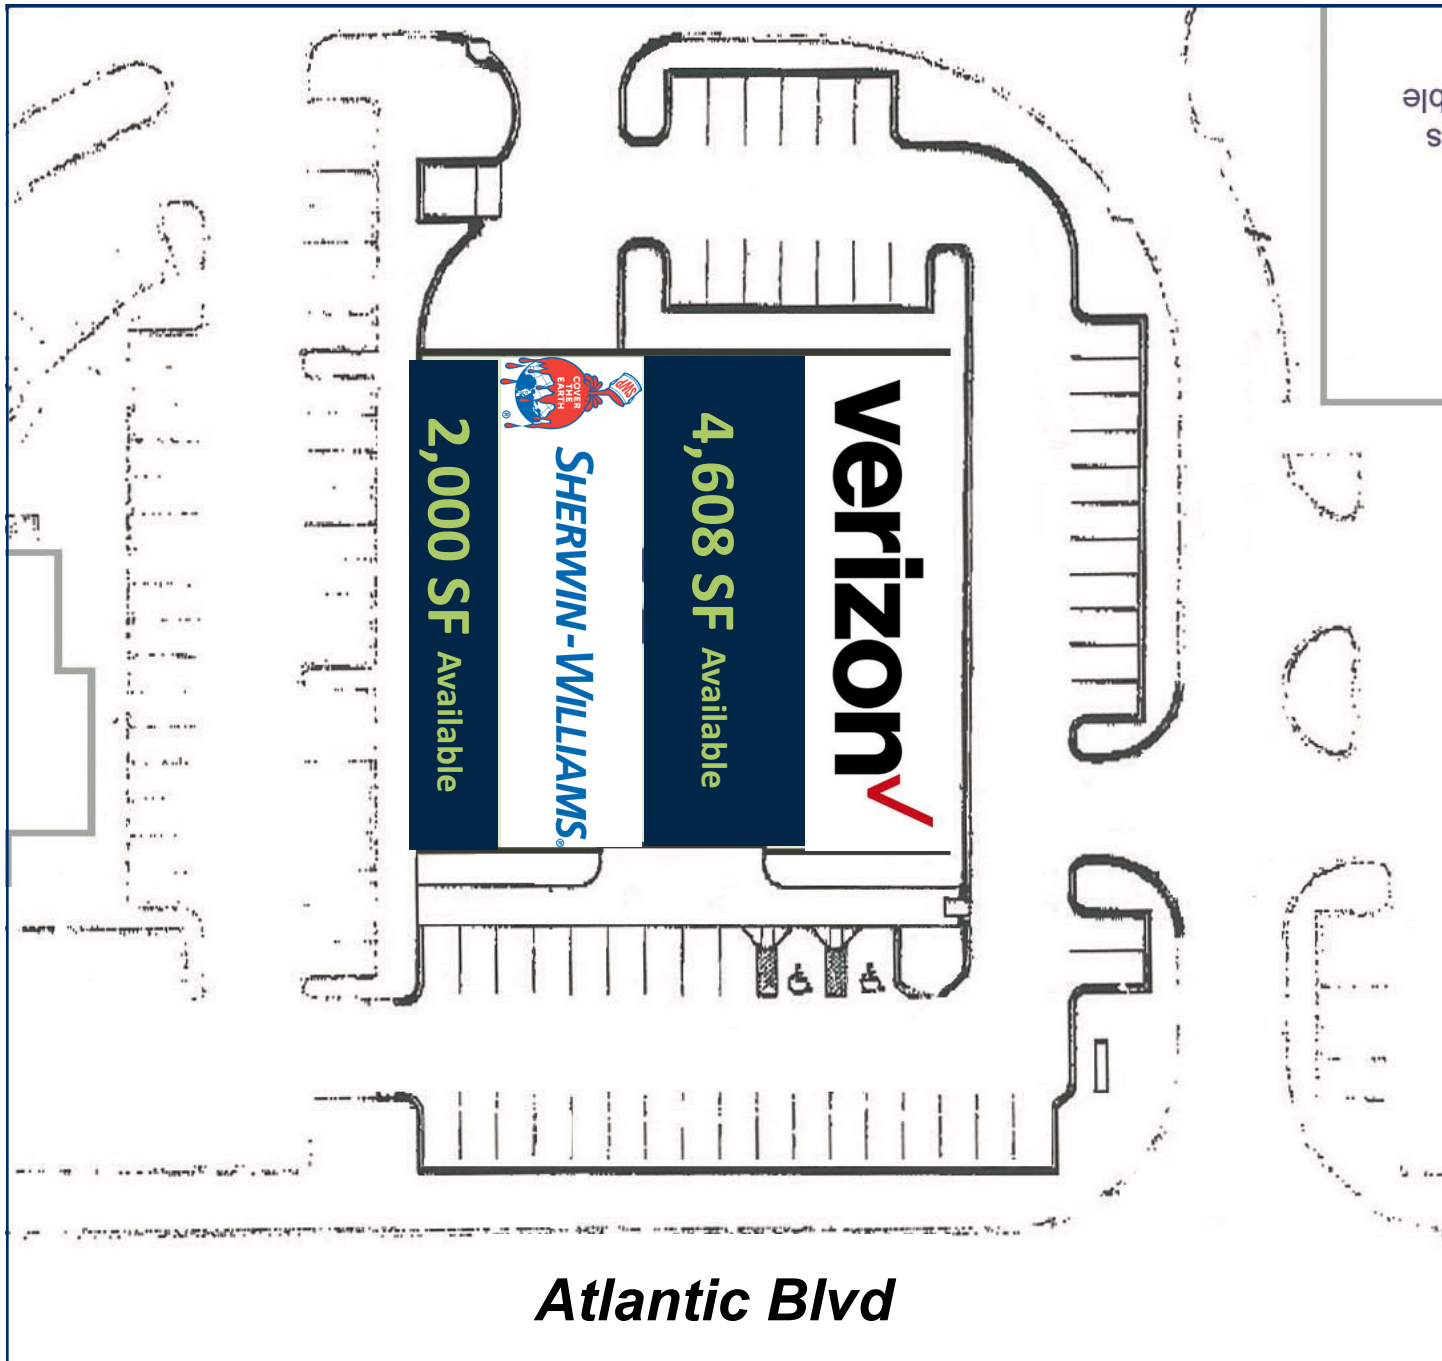 2,000 SF Available
SWP
COVER
THE
EARTH
®
SHERWIN-WILLIAMS®
4,608 SF Available
verizon
Atlantic Blvd